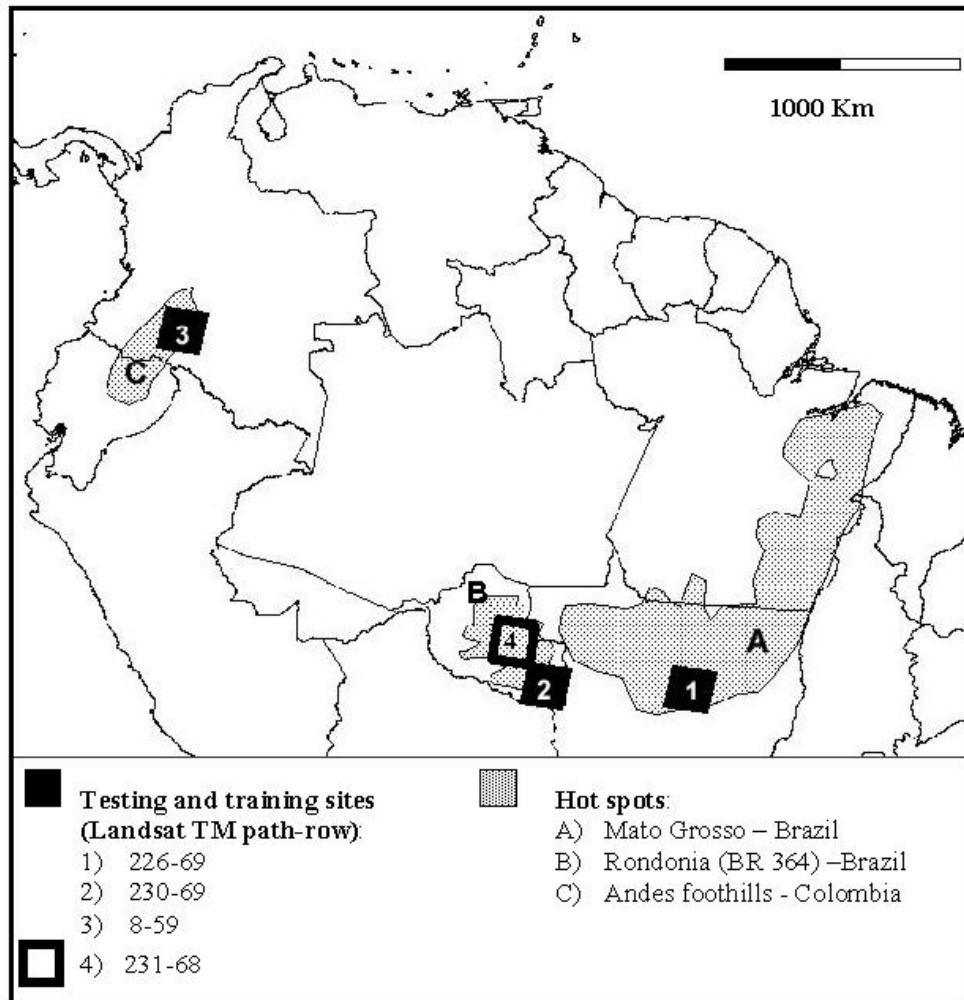 1000 Km
3
C
B
4
A
2
1
Testing and training sites
(Landsat TM path-row):
1) 226-69
2) 230-69
3) 8-59
4) 231-68
Hot spots:
A) Mato Grosso – Brazil
B) Rondonia (BR 364) –Brazil
C) Andes foothills - Colombia